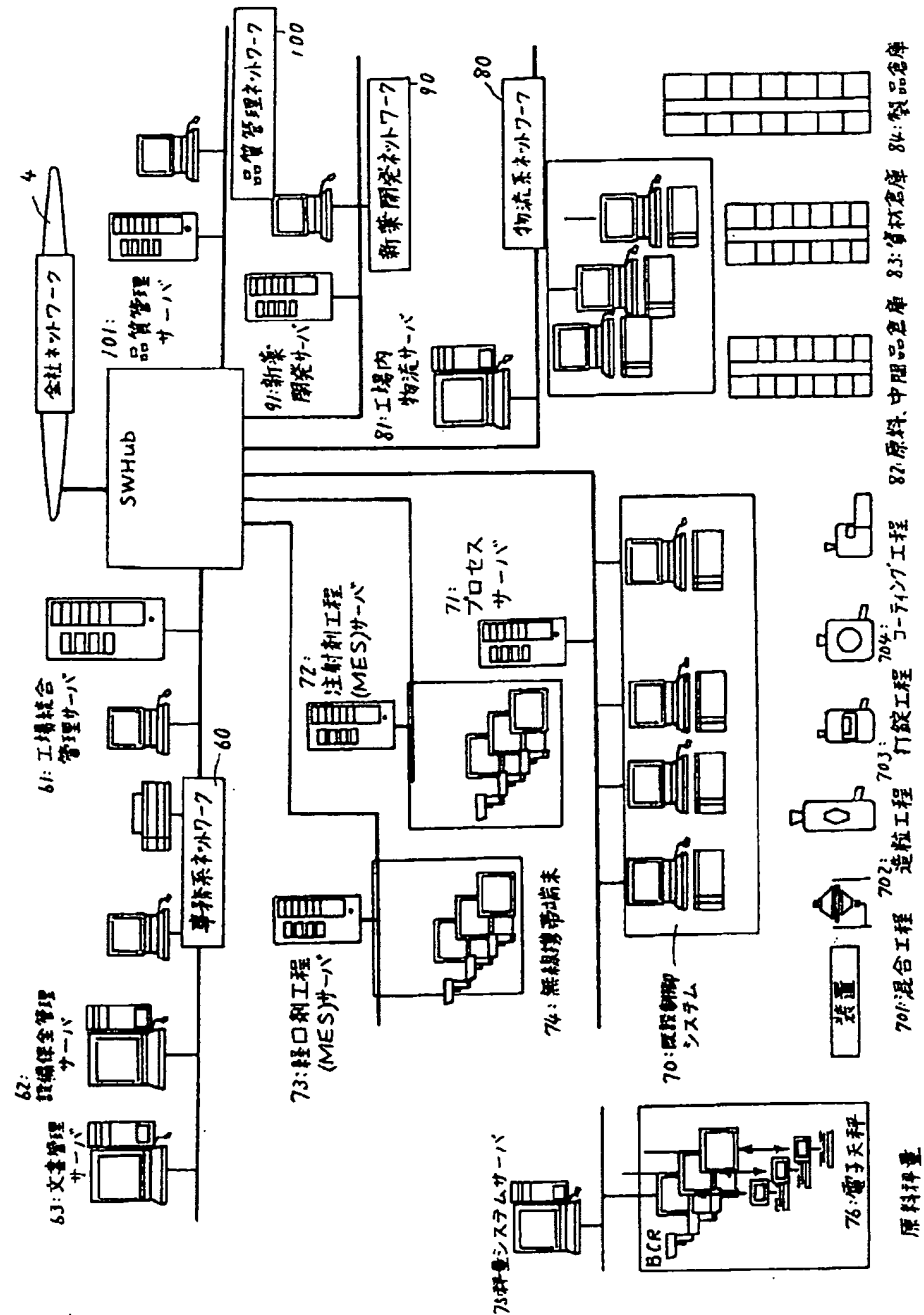 会社ネットワーク
4
SWHub
101:
品質管理
サーバ
品質管理ネットワーク
100
91:新薬
開発サーバ
新薬開発ネットワーク
90
81:工場内
物流サーバ
物流系ネットワーク
80
61:工場統合
管理サーバ
事務系ネットワーク
60
62:
設備保全管理
サーバ
63:文書管理
サーバ
72:
注射剤工程
(MES)サーバ
71:
プロセス
サーバ
73:経口剤工程
(MES)サーバ
74:無線携帯端末
70:既設制御
システム
75:秤量システムサーバ
BCR
76:電子天秤
原料秤量
装置
701:混合工程
702:
造粒工程
703:
打錠工程
704:
コーティング工程
82:原料、中間品倉庫
83:資材倉庫
84:製品倉庫